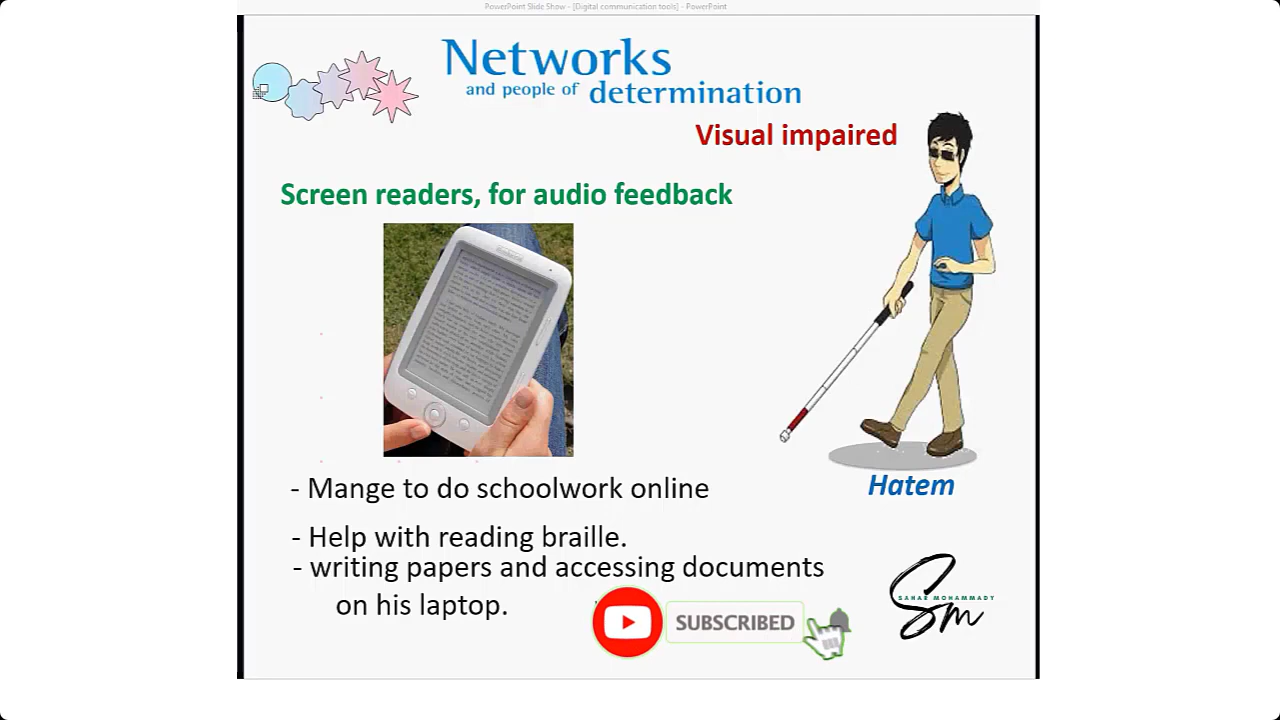 PowerPoint Slide Show - [Digital communication tools] - PowerPoint
Networks
and people of determination
Visual impaired
Screen readers, for audio feedback
- Mange to do schoolwork online
Hatem
- Help with reading braille.
- writing papers and accessing documents
on his laptop.
SAHAR MOHAMMADY
Sm
SUBSCRIBED